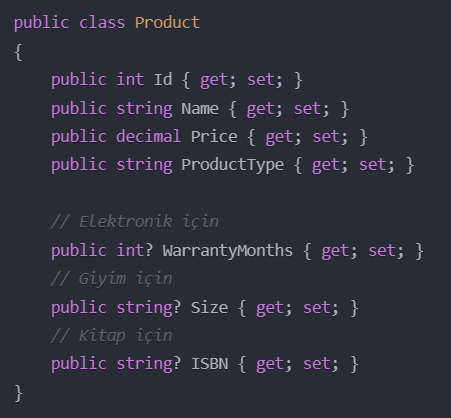 public class Product
{
    public int Id { get; set; }
    public string Name { get; set; }
    public decimal Price { get; set; }
    public string ProductType { get; set; }

    // Elektronik için
    public int? WarrantyMonths { get; set; }
    // Giyim için
    public string? Size { get; set; }
    // Kitap için
    public string? ISBN { get; set; }
}